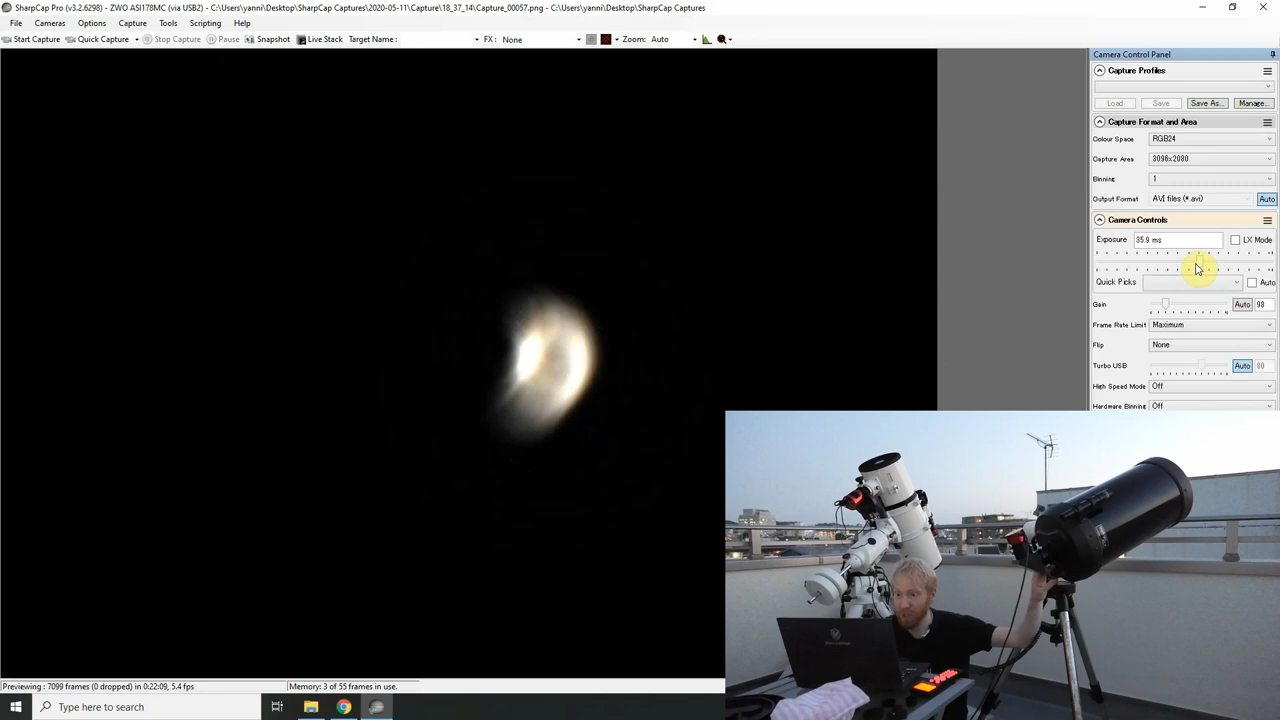 SharpCap Pro (v3.2.6298) - ZWO ASI178MC (via USB2) - C:\Users\yanni\Desktop\SharpCap Captures\2020-05-11\Capture\18_37_14\Capture_00057.png - C:\Users\yanni\Desktop\SharpCap Captures
File Cameras Options Capture Tools Scripting Help
Start Capture Quick Capture Stop Capture Pause Snapshot Live Stack Target Name: FX: None Zoom: Auto
Camera Control Panel
Capture Profiles
Load Save Save As... Manage...
Capture Format and Area
Colour Space RGB24
Capture Area 3096x2080
Binning 1
Output Format AVI files (*.avi) Auto
Camera Controls
Exposure 35.9 ms LX Mode
Quick Picks Auto
Gain Auto 98
Frame Rate Limit Maximum
Flip None
Turbo USB Auto 80
High Speed Mode Off
Hardware Binning Off
Previewing : 7099 frames (0 dropped) in 0:22:09, 5.4 fps Memory: 3 of 55 frames in use.
Type here to search